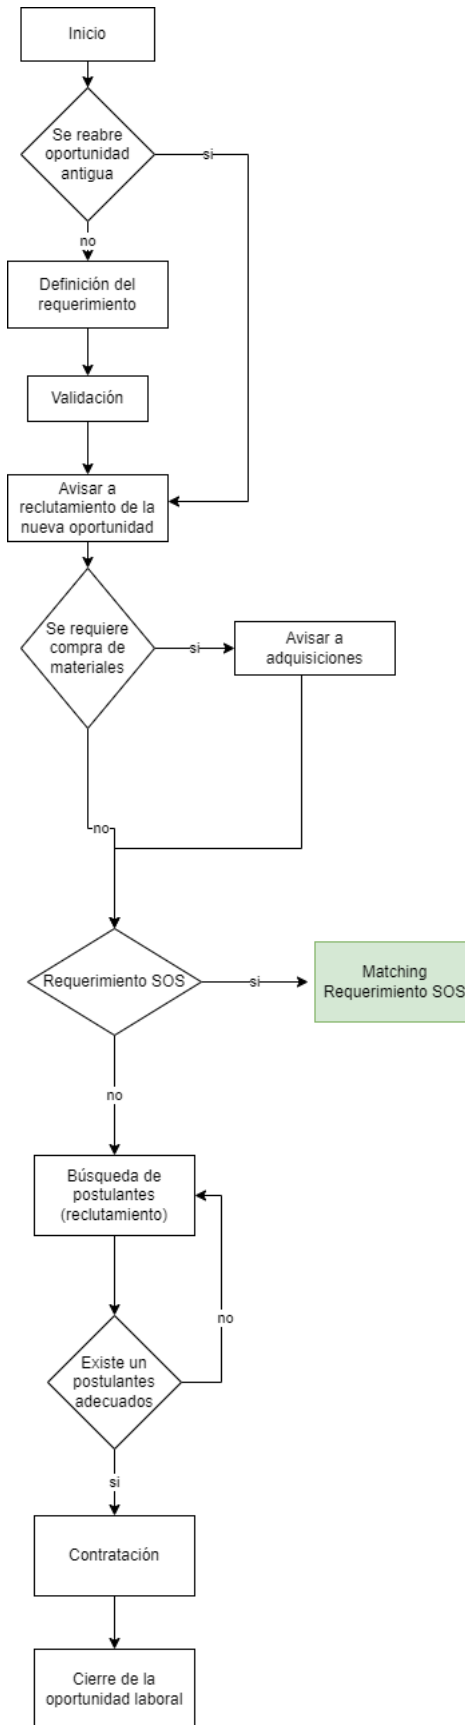 Inicio
Se reabre
oportunidad
antigua
si
no
Definición del
requerimiento
Validación
Avisar a
reclutamiento de la
nueva oportunidad
Se requiere
compra de
materiales
si
Avisar a
adquisiciones
no
Requerimiento SOS
si
Matching
Requerimiento SOS
no
Búsqueda de
postulantes
(reclutamiento)
no
Existe un
postulantes
adecuados
si
Contratación
Cierre de la
oportunidad laboral